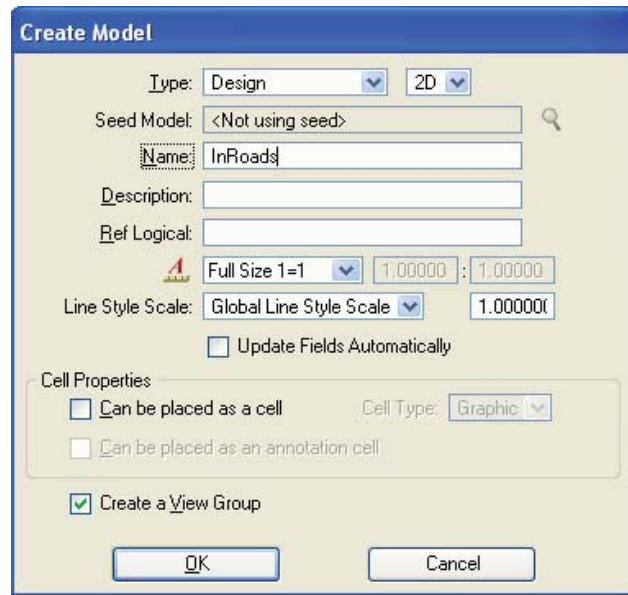 Create Model
Type: Design 2D
Seed Model: <Not using seed>
Name: InRoads
Description:
Ref Logical:
A Full Size 1=1 1.00000 : 1.00000
Line Style Scale: Global Line Style Scale 1.00000(
Update Fields Automatically
Cell Properties
Can be placed as a cell Cell Type: Graphic
Can be placed as an annotation cell
Create a View Group
OK Cancel